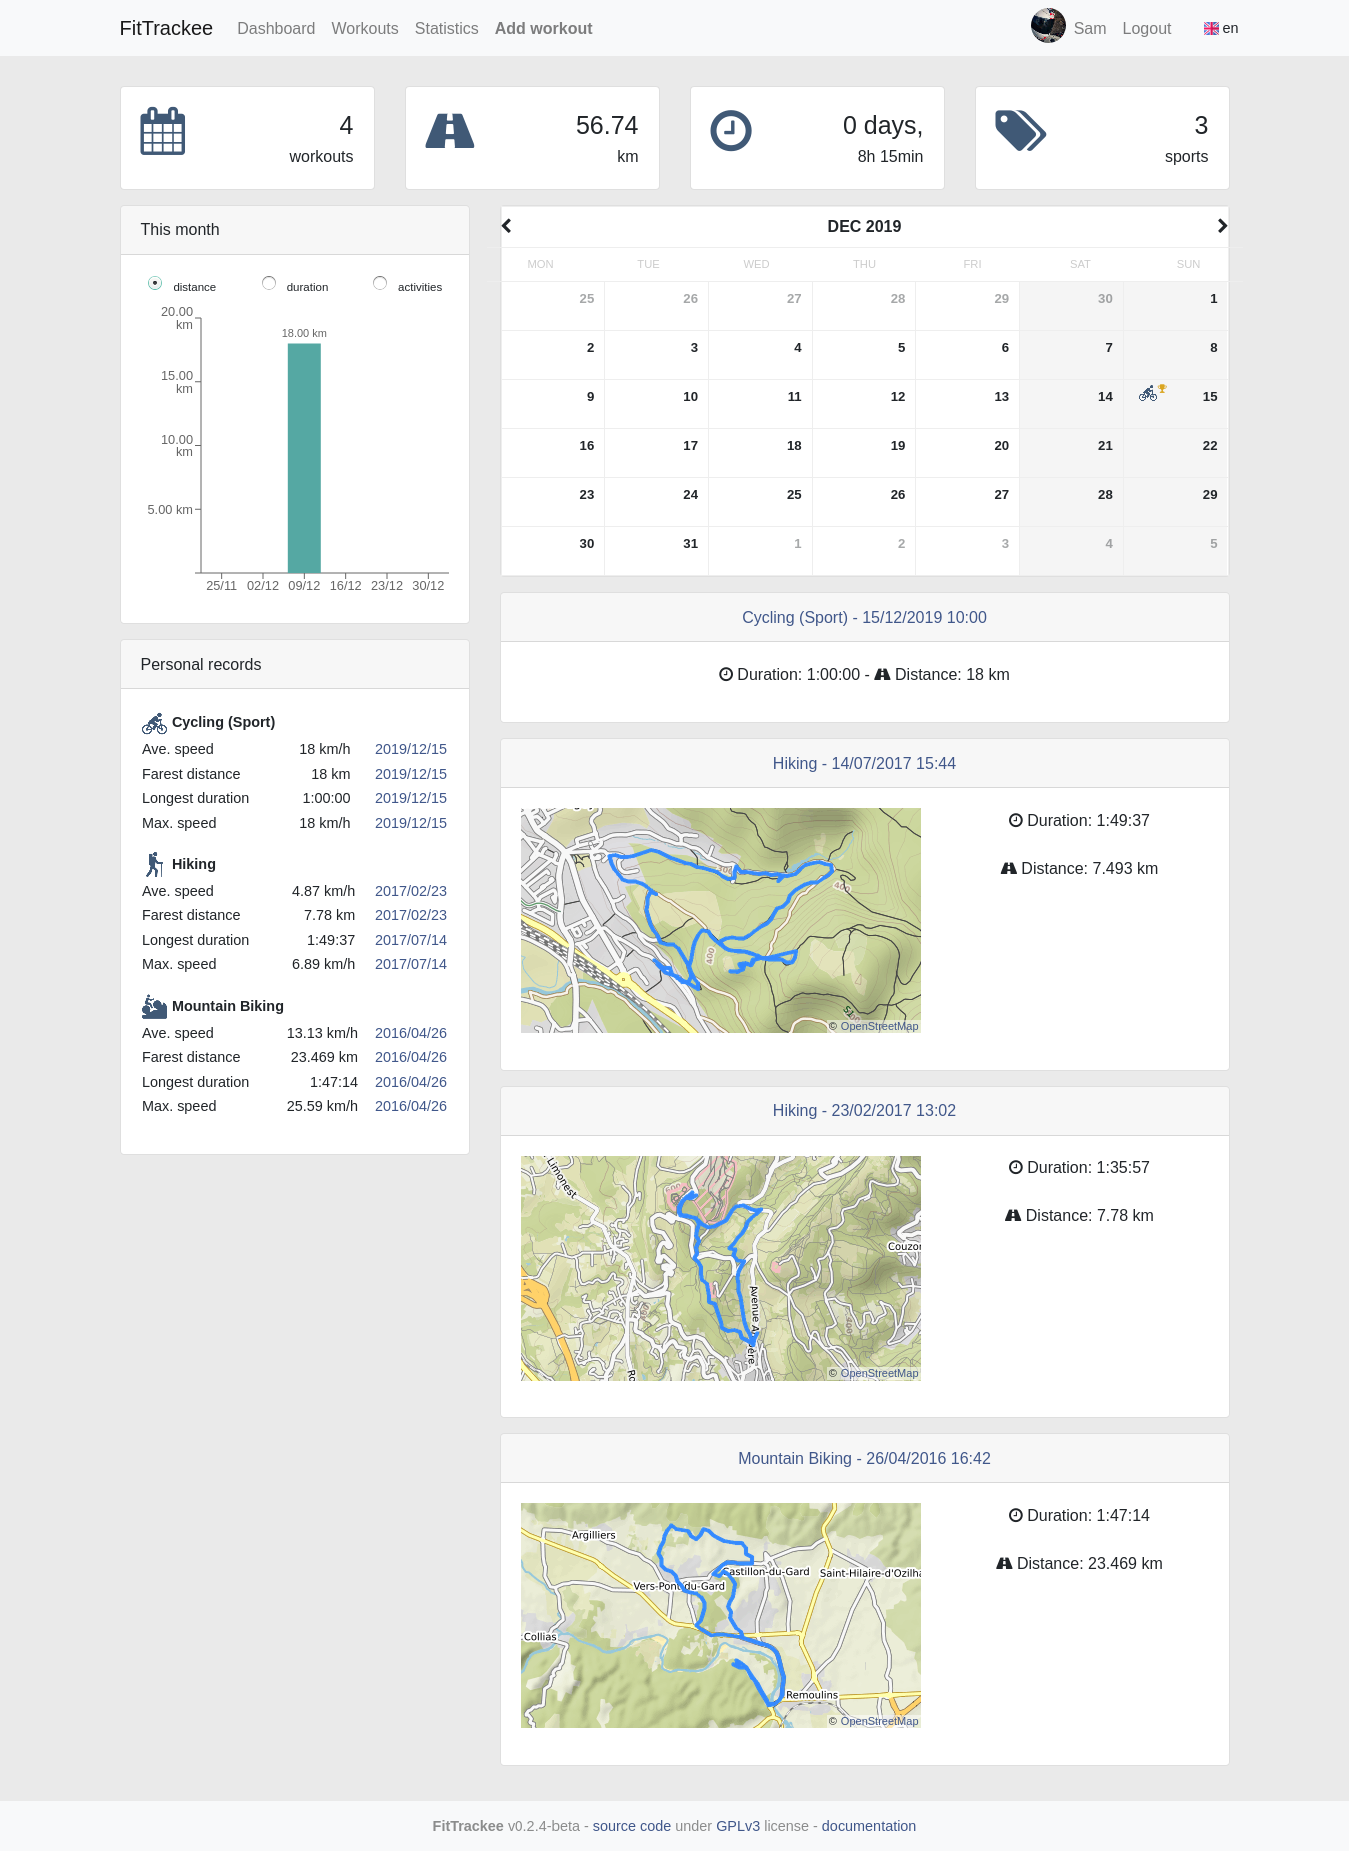 FitTrackee Dashboard Workouts Statistics Add workout Sam Logout en
4
workouts
56.74
km
0 days,
8h 15min
3
sports
This month
distance duration activities
20.00 km
15.00 km
10.00 km
5.00 km
18.00 km
25/11 02/12 09/12 16/12 23/12 30/12
Personal records
Cycling (Sport)
Ave. speed 18 km/h 2019/12/15
Farest distance 18 km 2019/12/15
Longest duration 1:00:00 2019/12/15
Max. speed 18 km/h 2019/12/15
Hiking
Ave. speed 4.87 km/h 2017/02/23
Farest distance 7.78 km 2017/02/23
Longest duration 1:49:37 2017/07/14
Max. speed 6.89 km/h 2017/07/14
Mountain Biking
Ave. speed 13.13 km/h 2016/04/26
Farest distance 23.469 km 2016/04/26
Longest duration 1:47:14 2016/04/26
Max. speed 25.59 km/h 2016/04/26
DEC 2019
MON TUE WED THU FRI SAT SUN
25 26 27 28 29 30 1
2 3 4 5 6 7 8
9 10 11 12 13 14 15
16 17 18 19 20 21 22
23 24 25 26 27 28 29
30 31 1 2 3 4 5
Cycling (Sport) - 15/12/2019 10:00
Duration: 1:00:00 - Distance: 18 km
Hiking - 14/07/2017 15:44
400
400
© OpenStreetMap
Duration: 1:49:37
Distance: 7.493 km
Hiking - 23/02/2017 13:02
Limonest
Couzon
Avenue
© OpenStreetMap
Duration: 1:35:57
Distance: 7.78 km
Mountain Biking - 26/04/2016 16:42
Argilliers
Castillon-du-Gard
Saint-Hilaire-d'Ozilha
Vers-Pont-du-Gard
Collias
Remoulins
© OpenStreetMap
Duration: 1:47:14
Distance: 23.469 km
FitTrackee v0.2.4-beta - source code under GPLv3 license - documentation